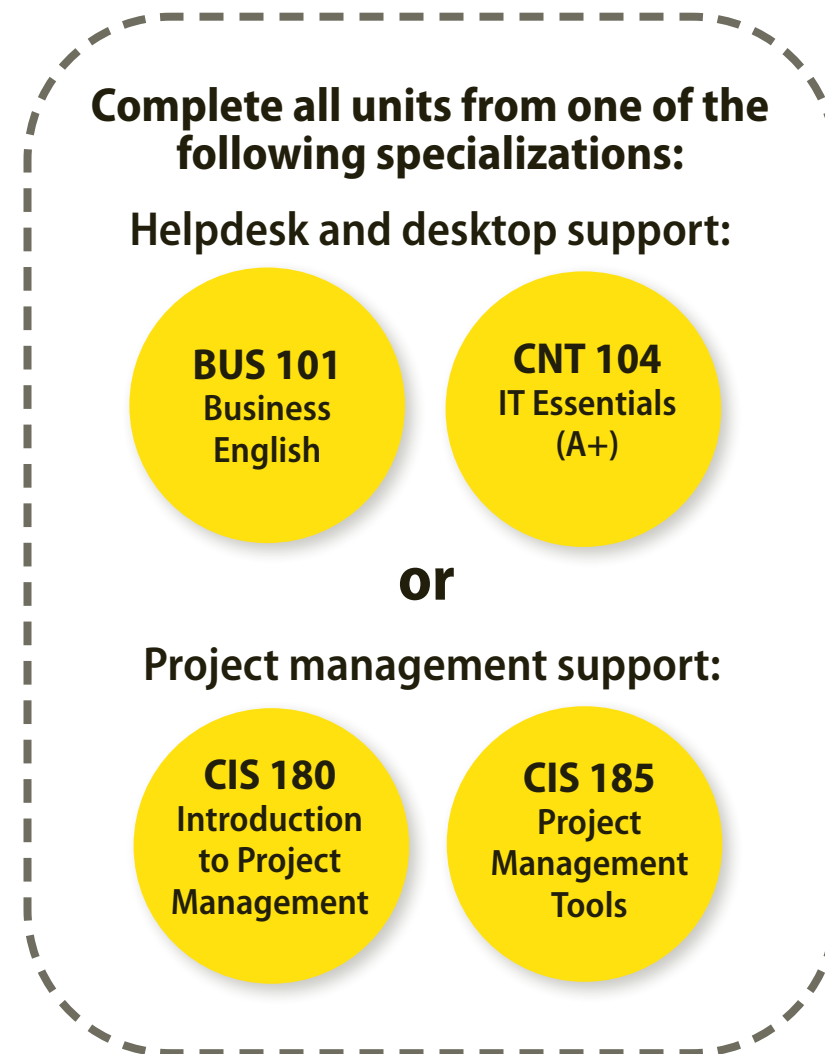 Complete all units from one of the
following specializations:
Helpdesk and desktop support:
BUS 101
Business
English
CNT 104
IT Essentials
(A+)
or
Project management support:
CIS 180
Introduction
to Project
Management
CIS 185
Project
Management
Tools